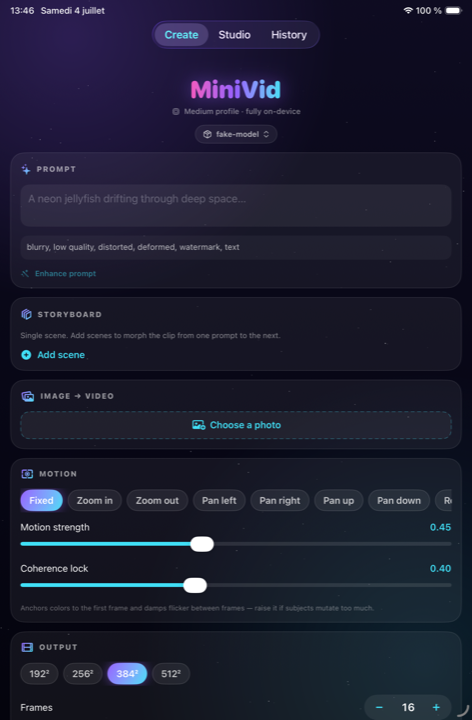 13:46 Samedi 4 juillet 100 %
Create Studio History
MiniVid
Medium profile · fully on-device
fake-model
PROMPT
A neon jellyfish drifting through deep space...
blurry, low quality, distorted, deformed, watermark, text
Enhance prompt
STORYBOARD
Single scene. Add scenes to morph the clip from one prompt to the next.
Add scene
IMAGE → VIDEO
Choose a photo
MOTION
Fixed Zoom in Zoom out Pan left Pan right Pan up Pan down
Motion strength 0.45
Coherence lock 0.40
Anchors colors to the first frame and damps flicker between frames — raise it if subjects mutate too much.
OUTPUT
192² 256² 384² 512²
Frames − 16 +